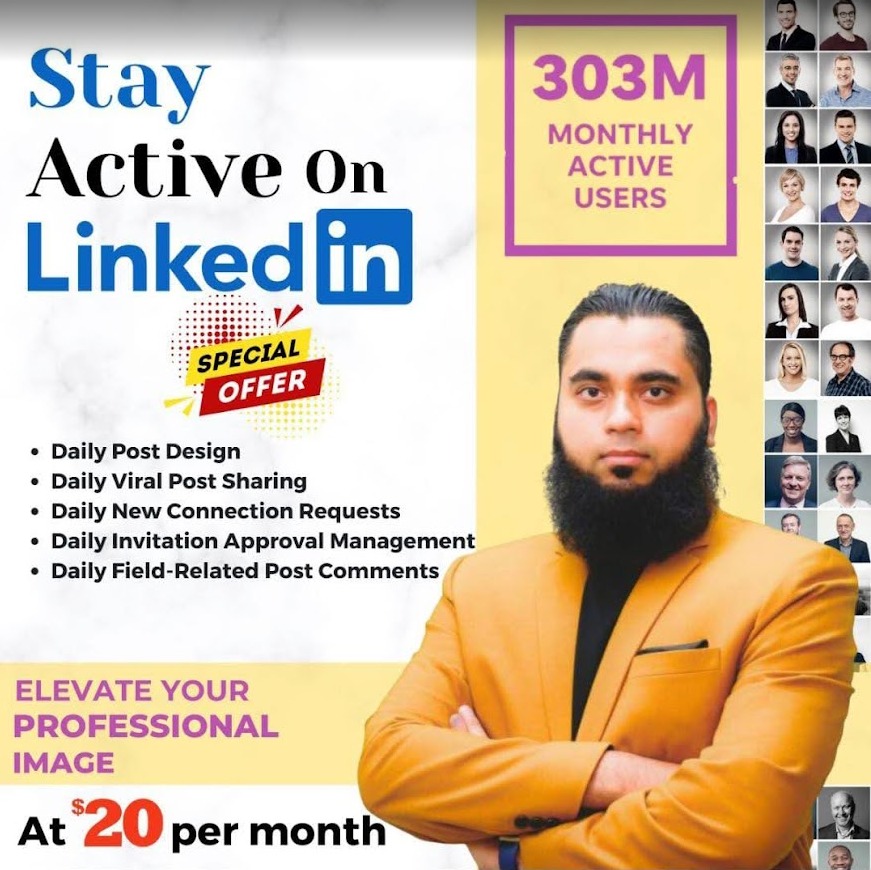 Stay
Active On
Linkedin
SPECIAL
OFFER
303M
MONTHLY
ACTIVE
USERS
• Daily Post Design
• Daily Viral Post Sharing
• Daily New Connection Requests
• Daily Invitation Approval Management
• Daily Field-Related Post Comments
ELEVATE YOUR
PROFESSIONAL
IMAGE
At $20 per month